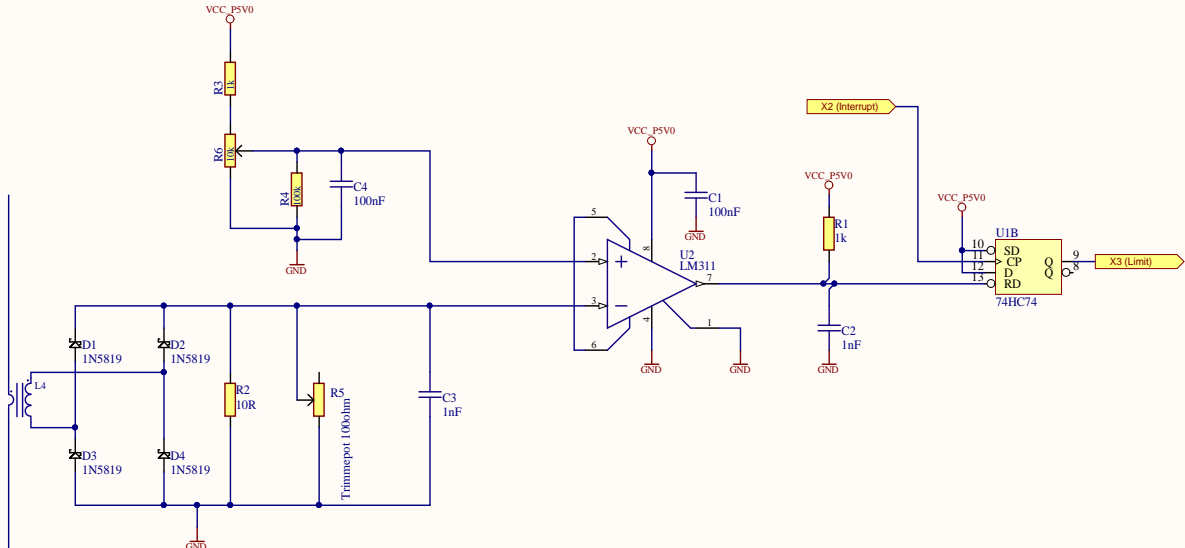 VCC_P5V0
R3
1k
R6
10k
R4
100k
C4
100nF
GND
VCC_P5V0
C1
100nF
GND
5
2
3
6
8
4
7
1
U2
LM311
GND
GND
VCC_P5V0
R1
1k
C2
1nF
GND
X2 (Interrupt)
VCC_P5V0
U1B
10
11
12
13
SD
CP
D
RD
Q
Q
9
8
74HC74
X3 (Limit)
D1
1N5819
D2
1N5819
L4
D3
1N5819
D4
1N5819
R2
10R
R5
Trimmepot 100ohm
C3
1nF
GND